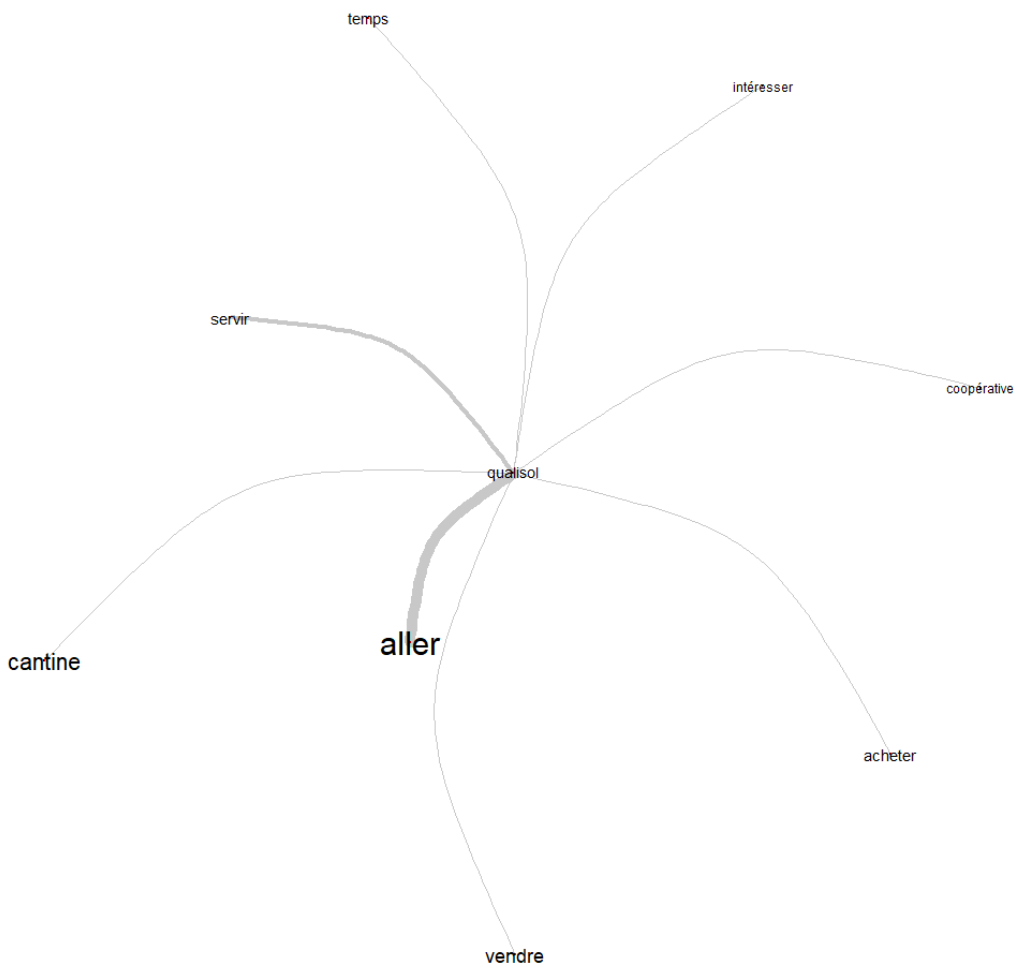 temps
intéresser
servir
coopérative
qualisol
aller
cantine
acheter
vendre